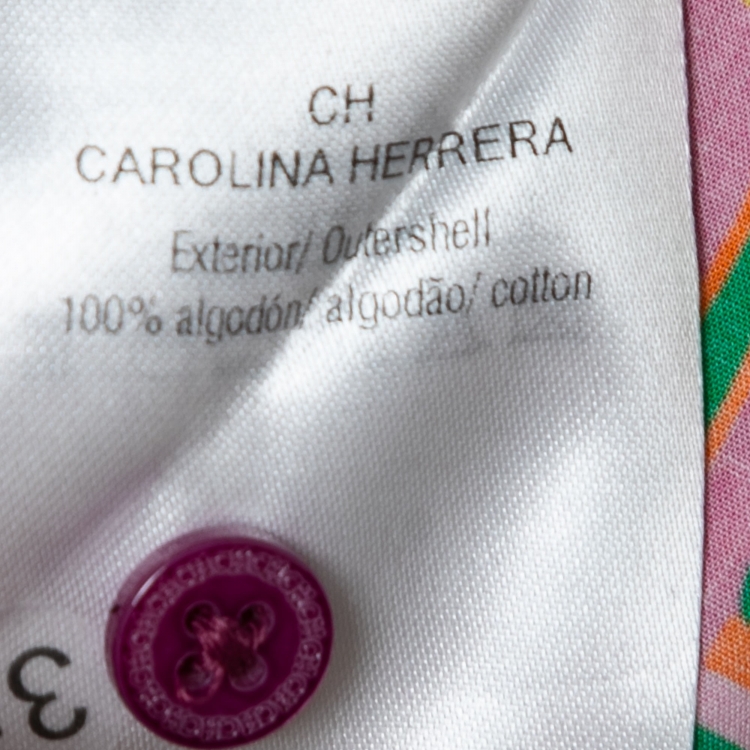 CH
CAROLINA HERRERA
Exterior/ Outershell
100% algodón/ algodão/ cotton